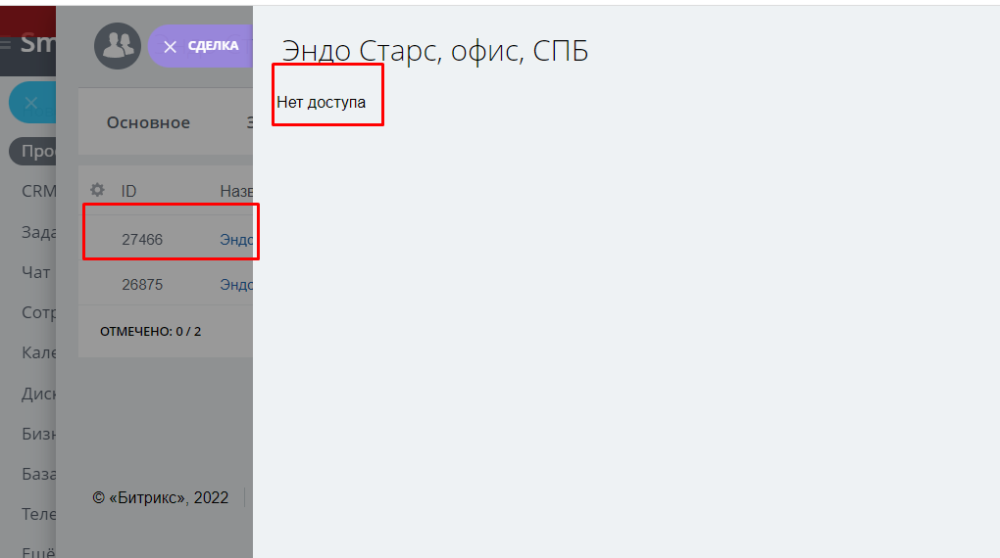 Sm
СДЕЛКА
Эндо Старс, офис, СПБ
Нет доступа
Основное
З
Про
ID
Назв
CRM
27466
Эндо
Зада
Чат
26875
Эндо
Сотр
ОТМЕЧЕНО: 0 / 2
Кале
Диск
Бизн
База
© «Битрикс», 2022
Теле
Ещё